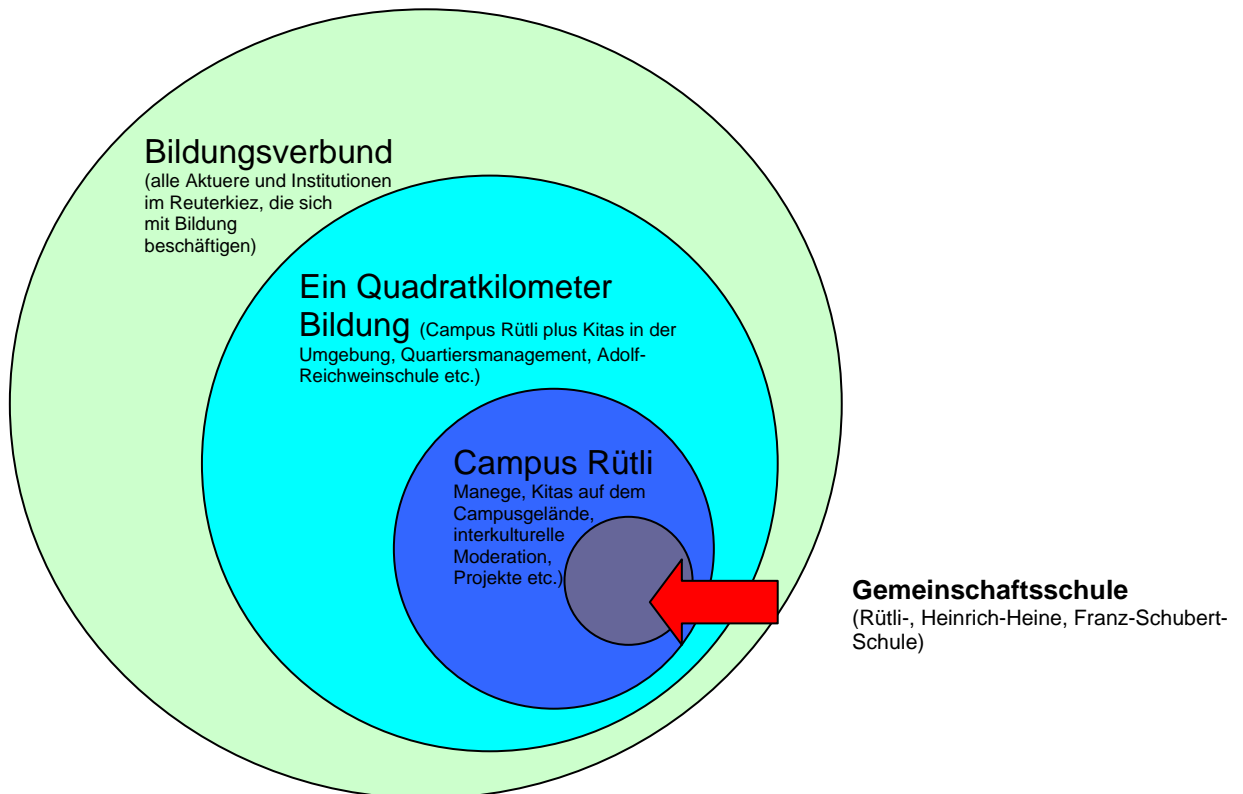 Bildungsverbund
(alle Aktuere und Institutionen
im Reuterkiez, die sich
mit Bildung
beschäftigen)
Ein Quadratkilometer
Bildung (Campus Rütli plus Kitas in der
Umgebung, Quartiersmanagement, Adolf-
Reichweinschule etc.)
Campus Rütli
Manege, Kitas auf dem
Campusgelände,
interkulturelle
Moderation,
Projekte etc.)
Gemeinschaftsschule
(Rütli-, Heinrich-Heine, Franz-Schubert-
Schule)